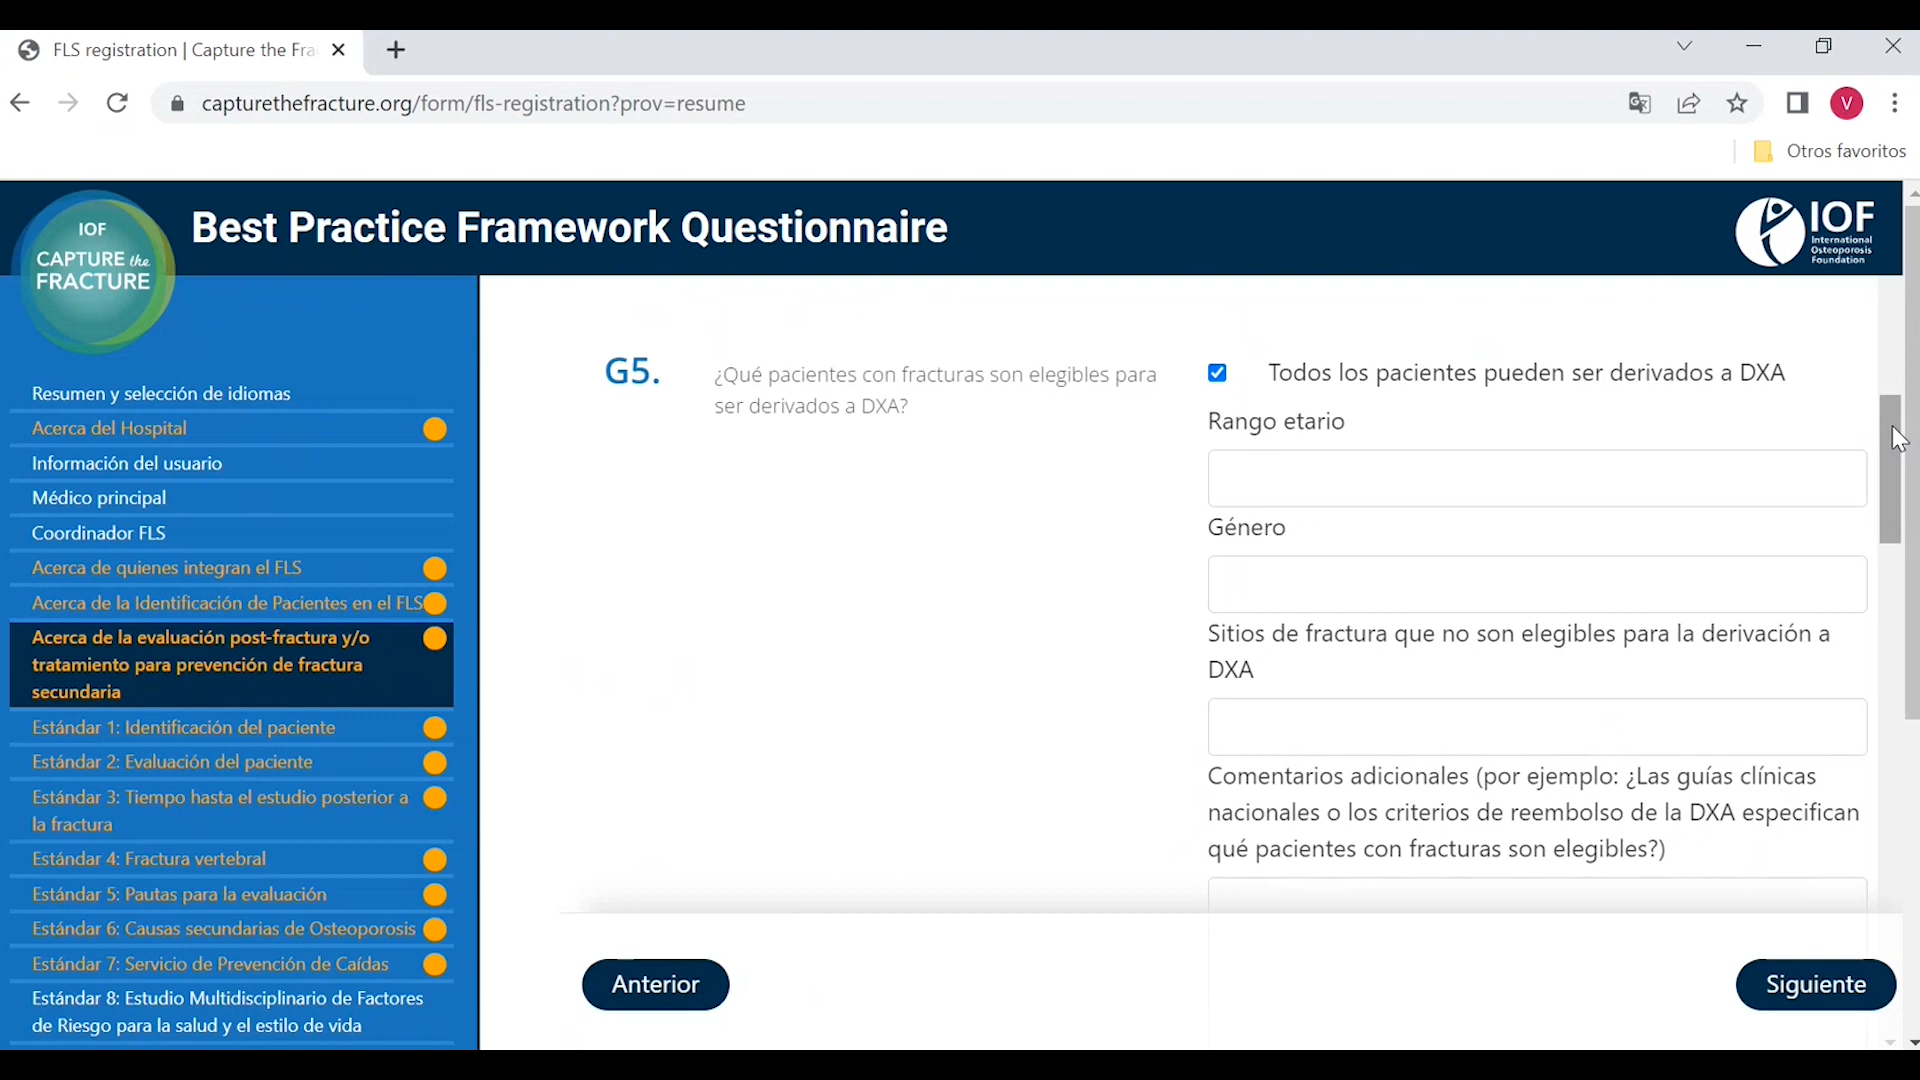 FLS registration | Capture the Fra
capturethefracture.org/form/fls-registration?prov=resume
V
Otros favoritos
IOF
CAPTURE the
FRACTURE
Best Practice Framework Questionnaire
IOF
International
Osteoporosis
Foundation
Resumen y selección de idiomas
Acerca del Hospital
Información del usuario
Médico principal
Coordinador FLS
Acerca de quienes integran el FLS
Acerca de la Identificación de Pacientes en el FLS
Acerca de la evaluación post-fractura y/o
tratamiento para prevención de fractura
secundaria
Estándar 1: Identificación del paciente
Estándar 2: Evaluación del paciente
Estándar 3: Tiempo hasta el estudio posterior a
la fractura
Estándar 4: Fractura vertebral
Estándar 5: Pautas para la evaluación
Estándar 6: Causas secundarias de Osteoporosis
Estándar 7: Servicio de Prevención de Caídas
Estándar 8: Estudio Multidisciplinario de Factores
de Riesgo para la salud y el estilo de vida
G5.
¿Qué pacientes con fracturas son elegibles para
ser derivados a DXA?
Todos los pacientes pueden ser derivados a DXA
Rango etario
Género
Sitios de fractura que no son elegibles para la derivación a
DXA
Comentarios adicionales (por ejemplo: ¿Las guías clínicas
nacionales o los criterios de reembolso de la DXA especifican
qué pacientes con fracturas son elegibles?)
Anterior
Siguiente